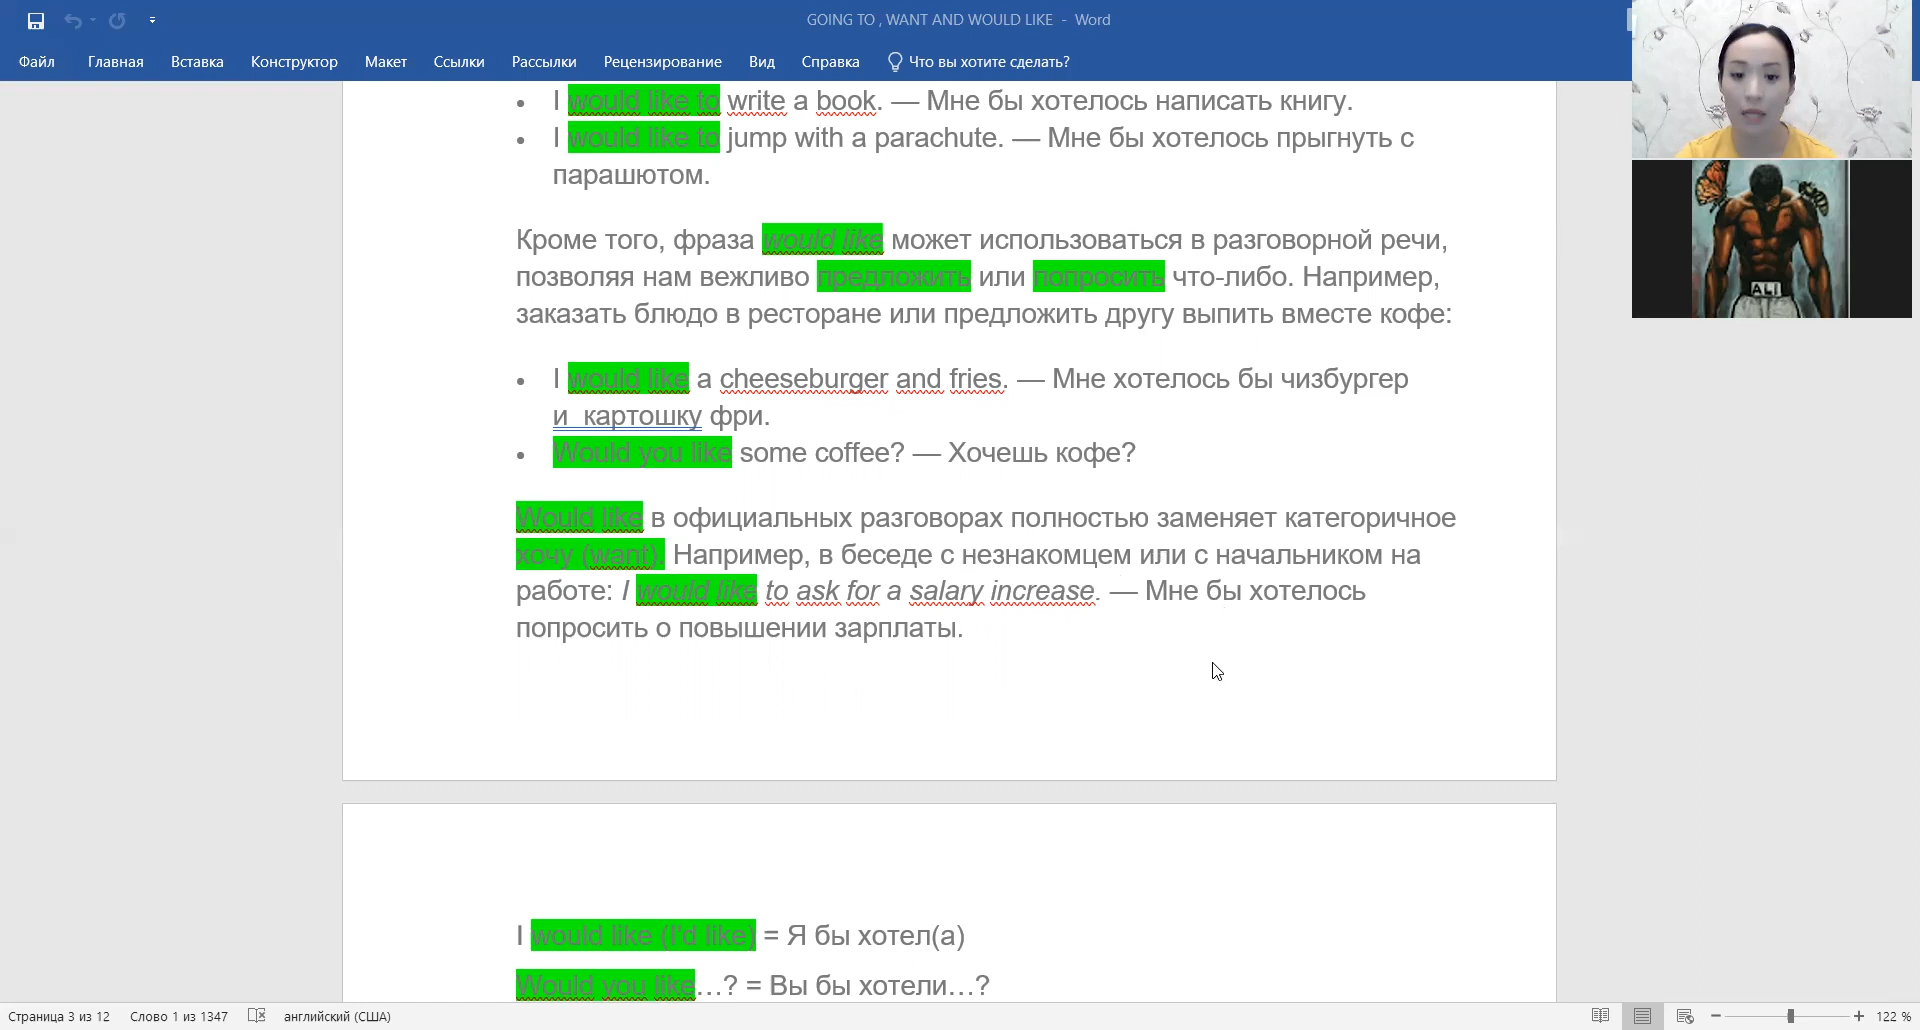 GOING TO , WANT AND WOULD LIKE - Word
Файл Главная Вставка Конструктор Макет Ссылки Рассылки Рецензирование Вид Справка Что вы хотите сделать?
• I would like to write a book. — Мне бы хотелось написать книгу.
• I would like to jump with a parachute. — Мне бы хотелось прыгнуть с
парашютом.
Кроме того, фраза would like может использоваться в разговорной речи,
позволяя нам вежливо предложить или попросить что-либо. Например,
заказать блюдо в ресторане или предложить другу выпить вместе кофе:
• I would like a cheeseburger and fries. — Мне хотелось бы чизбургер
и картошку фри.
• Would you like some coffee? — Хочешь кофе?
Would like в официальных разговорах полностью заменяет категоричное
хочу (want). Например, в беседе с незнакомцем или с начальником на
работе: I would like to ask for a salary increase. — Мне бы хотелось
попросить о повышении зарплаты.
I would like (I'd like) = Я бы хотел(а)
Would you like…? = Вы бы хотели…?
ALI
Страница 3 из 12 Слово 1 из 1347 английский (США) 122 %